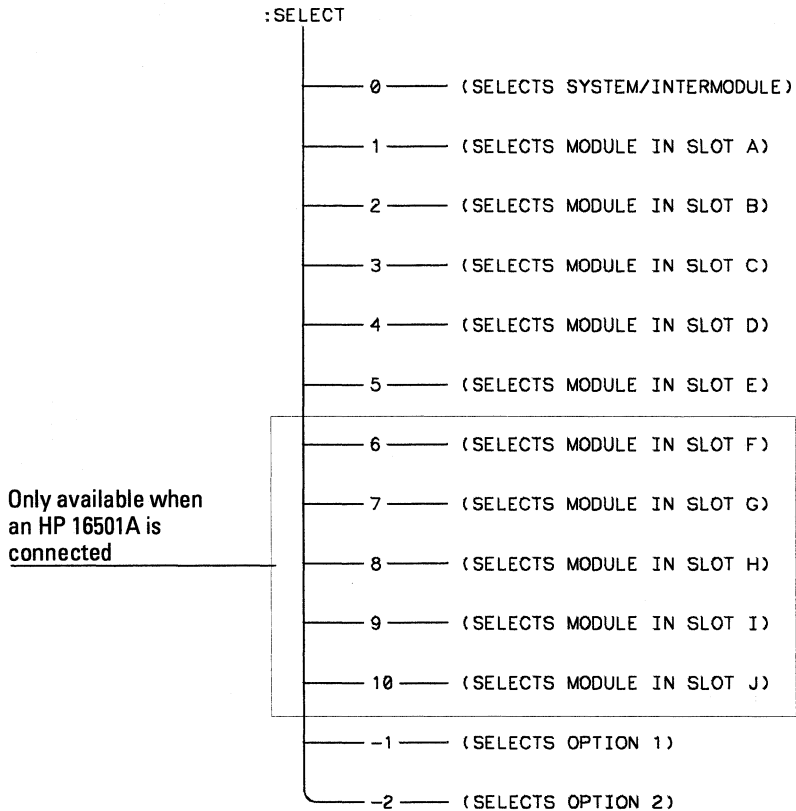 :SELECT
0 (SELECTS SYSTEM/INTERMODULE)
1 (SELECTS MODULE IN SLOT A)
2 (SELECTS MODULE IN SLOT B)
3 (SELECTS MODULE IN SLOT C)
4 (SELECTS MODULE IN SLOT D)
5 (SELECTS MODULE IN SLOT E)
6 (SELECTS MODULE IN SLOT F)
Only available when
an HP 16501A is
connected
7 (SELECTS MODULE IN SLOT G)
8 (SELECTS MODULE IN SLOT H)
9 (SELECTS MODULE IN SLOT I)
10 (SELECTS MODULE IN SLOT J)
-1 (SELECTS OPTION 1)
-2 (SELECTS OPTION 2)